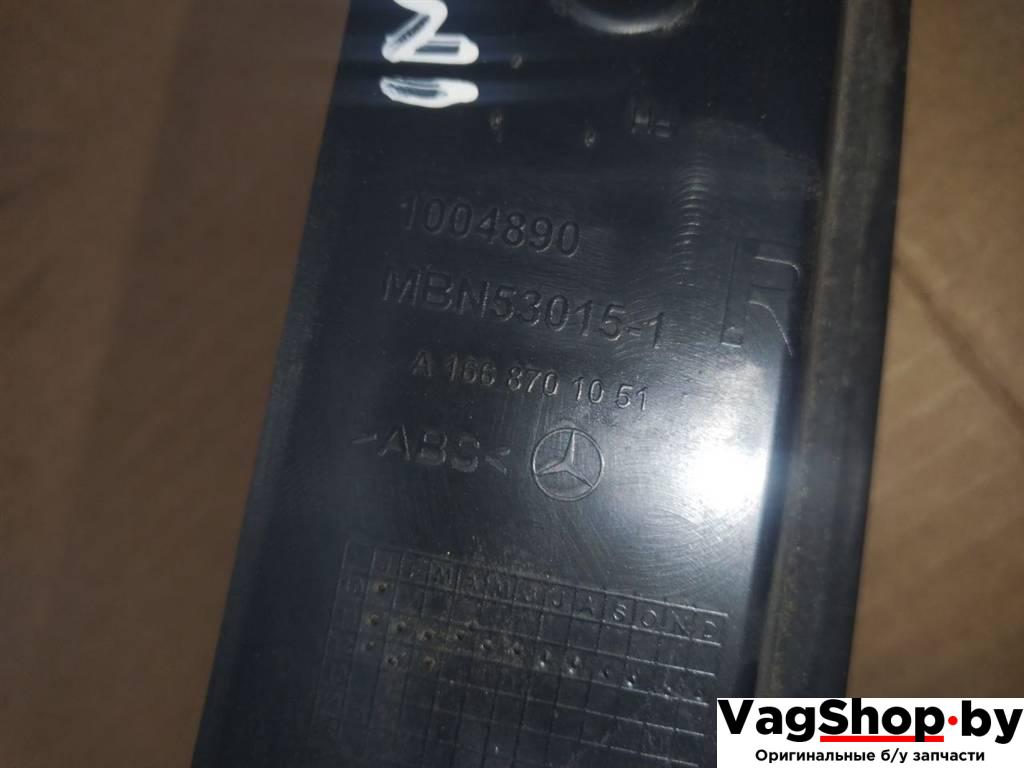 1004890
MBN53015-1
R
A 166 870 10 51
>ABS<
J F M A M J J A S O N D
VagShop.by
Оригинальные б/у запчасти